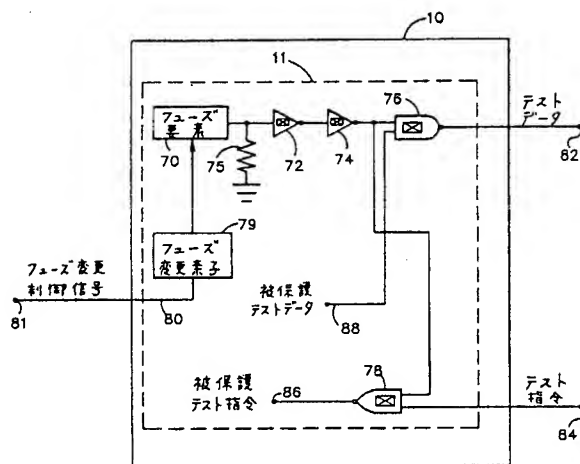 10
11
フューズ
要素
70
75
72
74
76
テスト
データ
82
79
フューズ
変更素子
フューズ変更
制御信号
81
80
被保護
テストデータ
88
78
被保護
テスト指令
86
テスト
指令
84